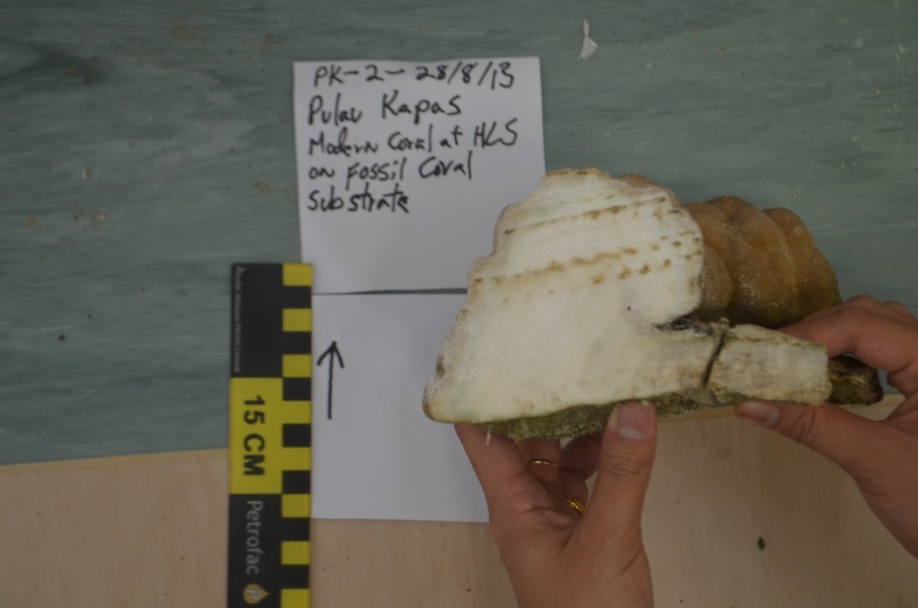 PK-2- 28/8/13
Pulau Kapas
Modern Coral at HLS
on Fossil Coral
Substrate
15 CM
Petrofac